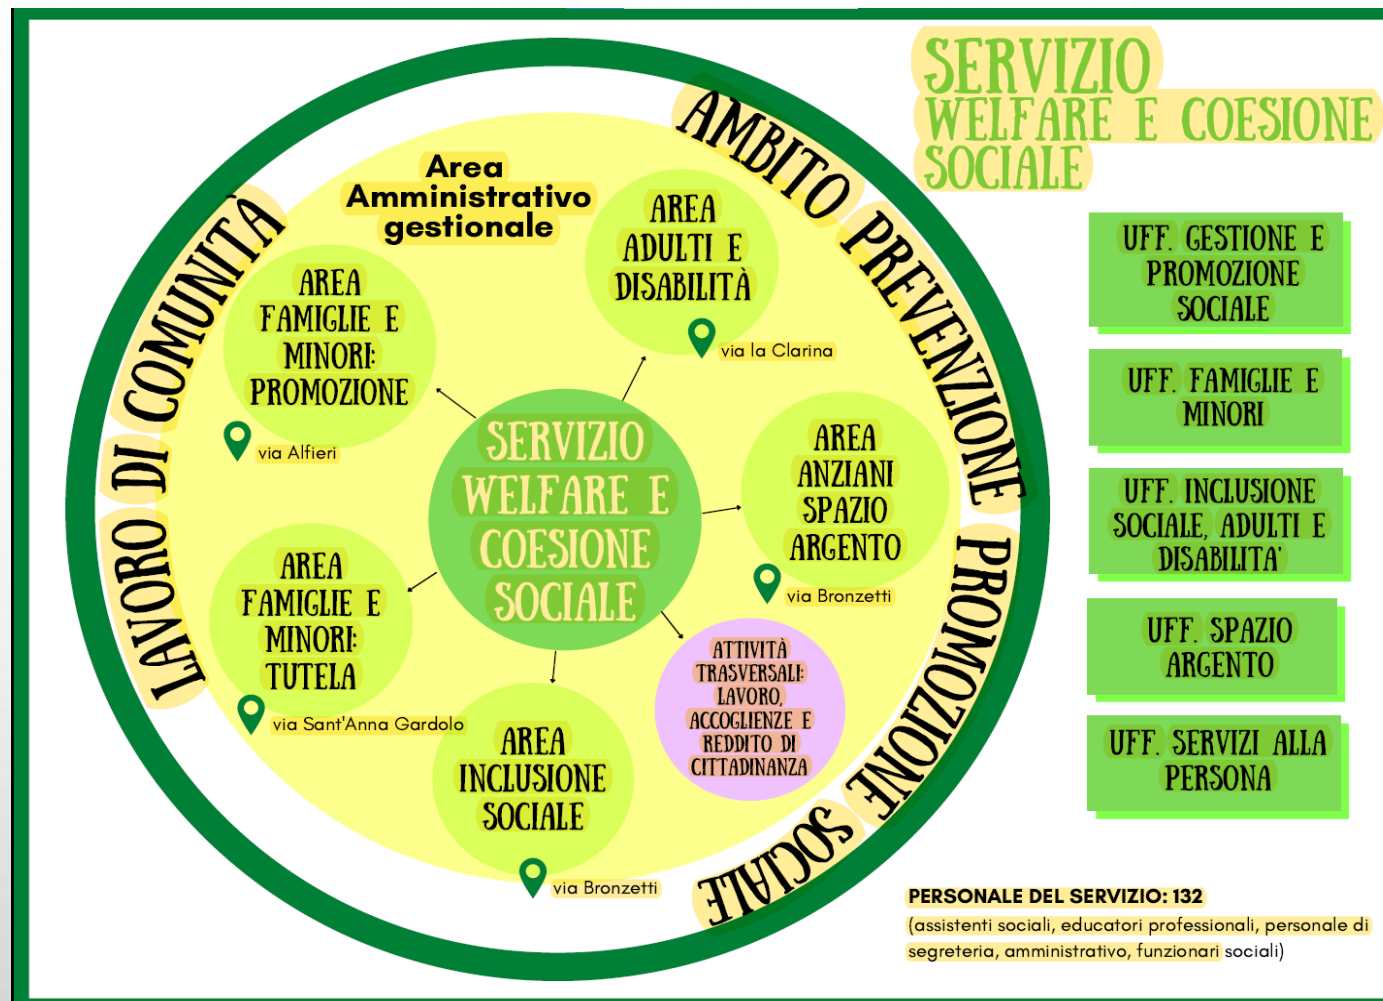 SERVIZIO
WELFARE E COESIONE
SOCIALE
AMBITO PREVENZIONE PROMOZIONE SOCIALE
LAVORO DI COMUNITÀ
Area
Amministrativo
gestionale
AREA
ADULTI E
DISABILITÀ
via la Clarina
AREA
FAMIGLIE E
MINORI:
PROMOZIONE
via Alfieri
SERVIZIO
WELFARE E
COESIONE
SOCIALE
AREA
ANZIANI
SPAZIO
ARGENTO
via Bronzetti
AREA
FAMIGLIE E
MINORI:
TUTELA
via Sant'Anna Gardolo
ATTIVITÀ
TRASVERSALI:
LAVORO,
ACCOGLIENZE E
REDDITO DI
CITTADINANZA
AREA
INCLUSIONE
SOCIALE
via Bronzetti
UFF. GESTIONE E
PROMOZIONE
SOCIALE
UFF. FAMIGLIE E
MINORI
UFF. INCLUSIONE
SOCIALE, ADULTI E
DISABILITA'
UFF. SPAZIO
ARGENTO
UFF. SERVIZI ALLA
PERSONA
PERSONALE DEL SERVIZIO: 132
(assistenti sociali, educatori professionali, personale di
segreteria, amministrativo, funzionari sociali)